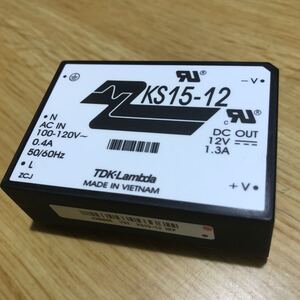 KS15-12
-V
N
AC IN
100-120V~
0.4A
50/60Hz
L
ZCJ
DC OUT
12V
1.3A
+V
TDK-Lambda
MADE IN VIETNAM